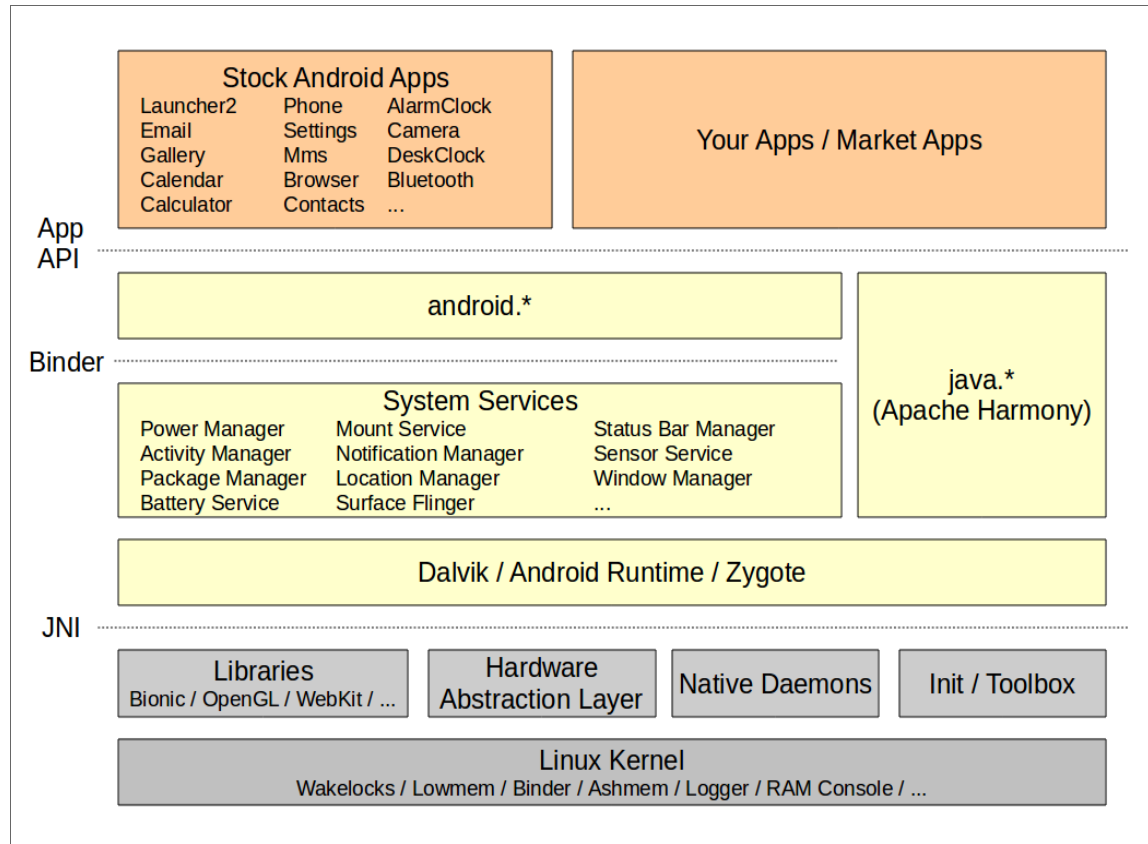 Stock Android Apps
Launcher2 Phone AlarmClock
Email Settings Camera
Gallery Mms DeskClock
Calendar Browser Bluetooth
Calculator Contacts ...
Your Apps / Market Apps
App
API
android.*
java.*
(Apache Harmony)
Binder
System Services
Power Manager Mount Service Status Bar Manager
Activity Manager Notification Manager Sensor Service
Package Manager Location Manager Window Manager
Battery Service Surface Flinger ...
Dalvik / Android Runtime / Zygote
JNI
Libraries
Bionic / OpenGL / WebKit / ...
Hardware
Abstraction Layer
Native Daemons
Init / Toolbox
Linux Kernel
Wakelocks / Lowmem / Binder / Ashmem / Logger / RAM Console / ...